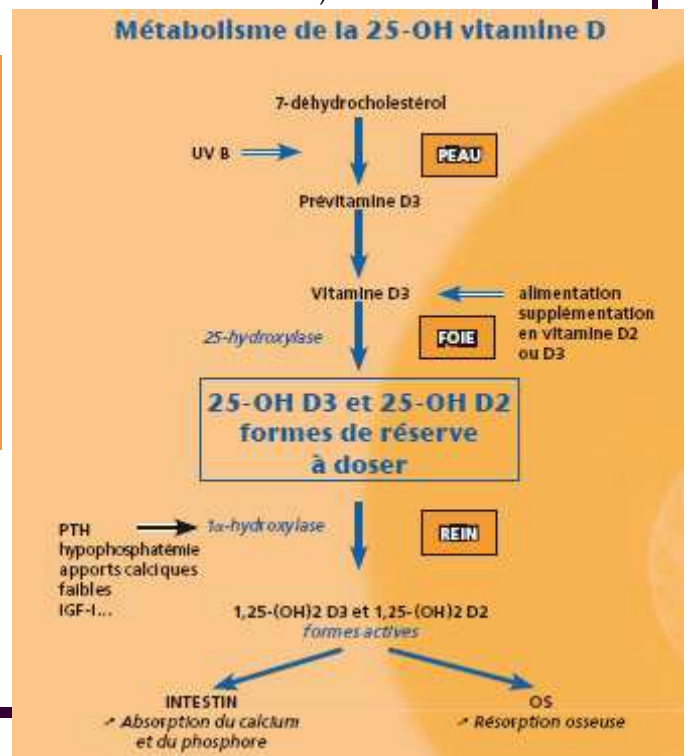 Métabolisme de la 25-OH vitamine D
7-déhydrocholestérol
UV B
PEAU
Prévitamine D3
Vitamine D3
alimentation
supplémentation
en vitamine D2
ou D3
25-hydroxylase
FOIE
25-OH D3 et 25-OH D2
formes de réserve
à doser
PTH
hypophosphatémie
apports calciques
faibles
IGF-I...
1α-hydroxylase
REIN
1,25-(OH)2 D3 et 1,25-(OH)2 D2
formes actives
INTESTIN
↗ Absorption du calcium
et du phosphore
OS
↗ Résorption osseuse